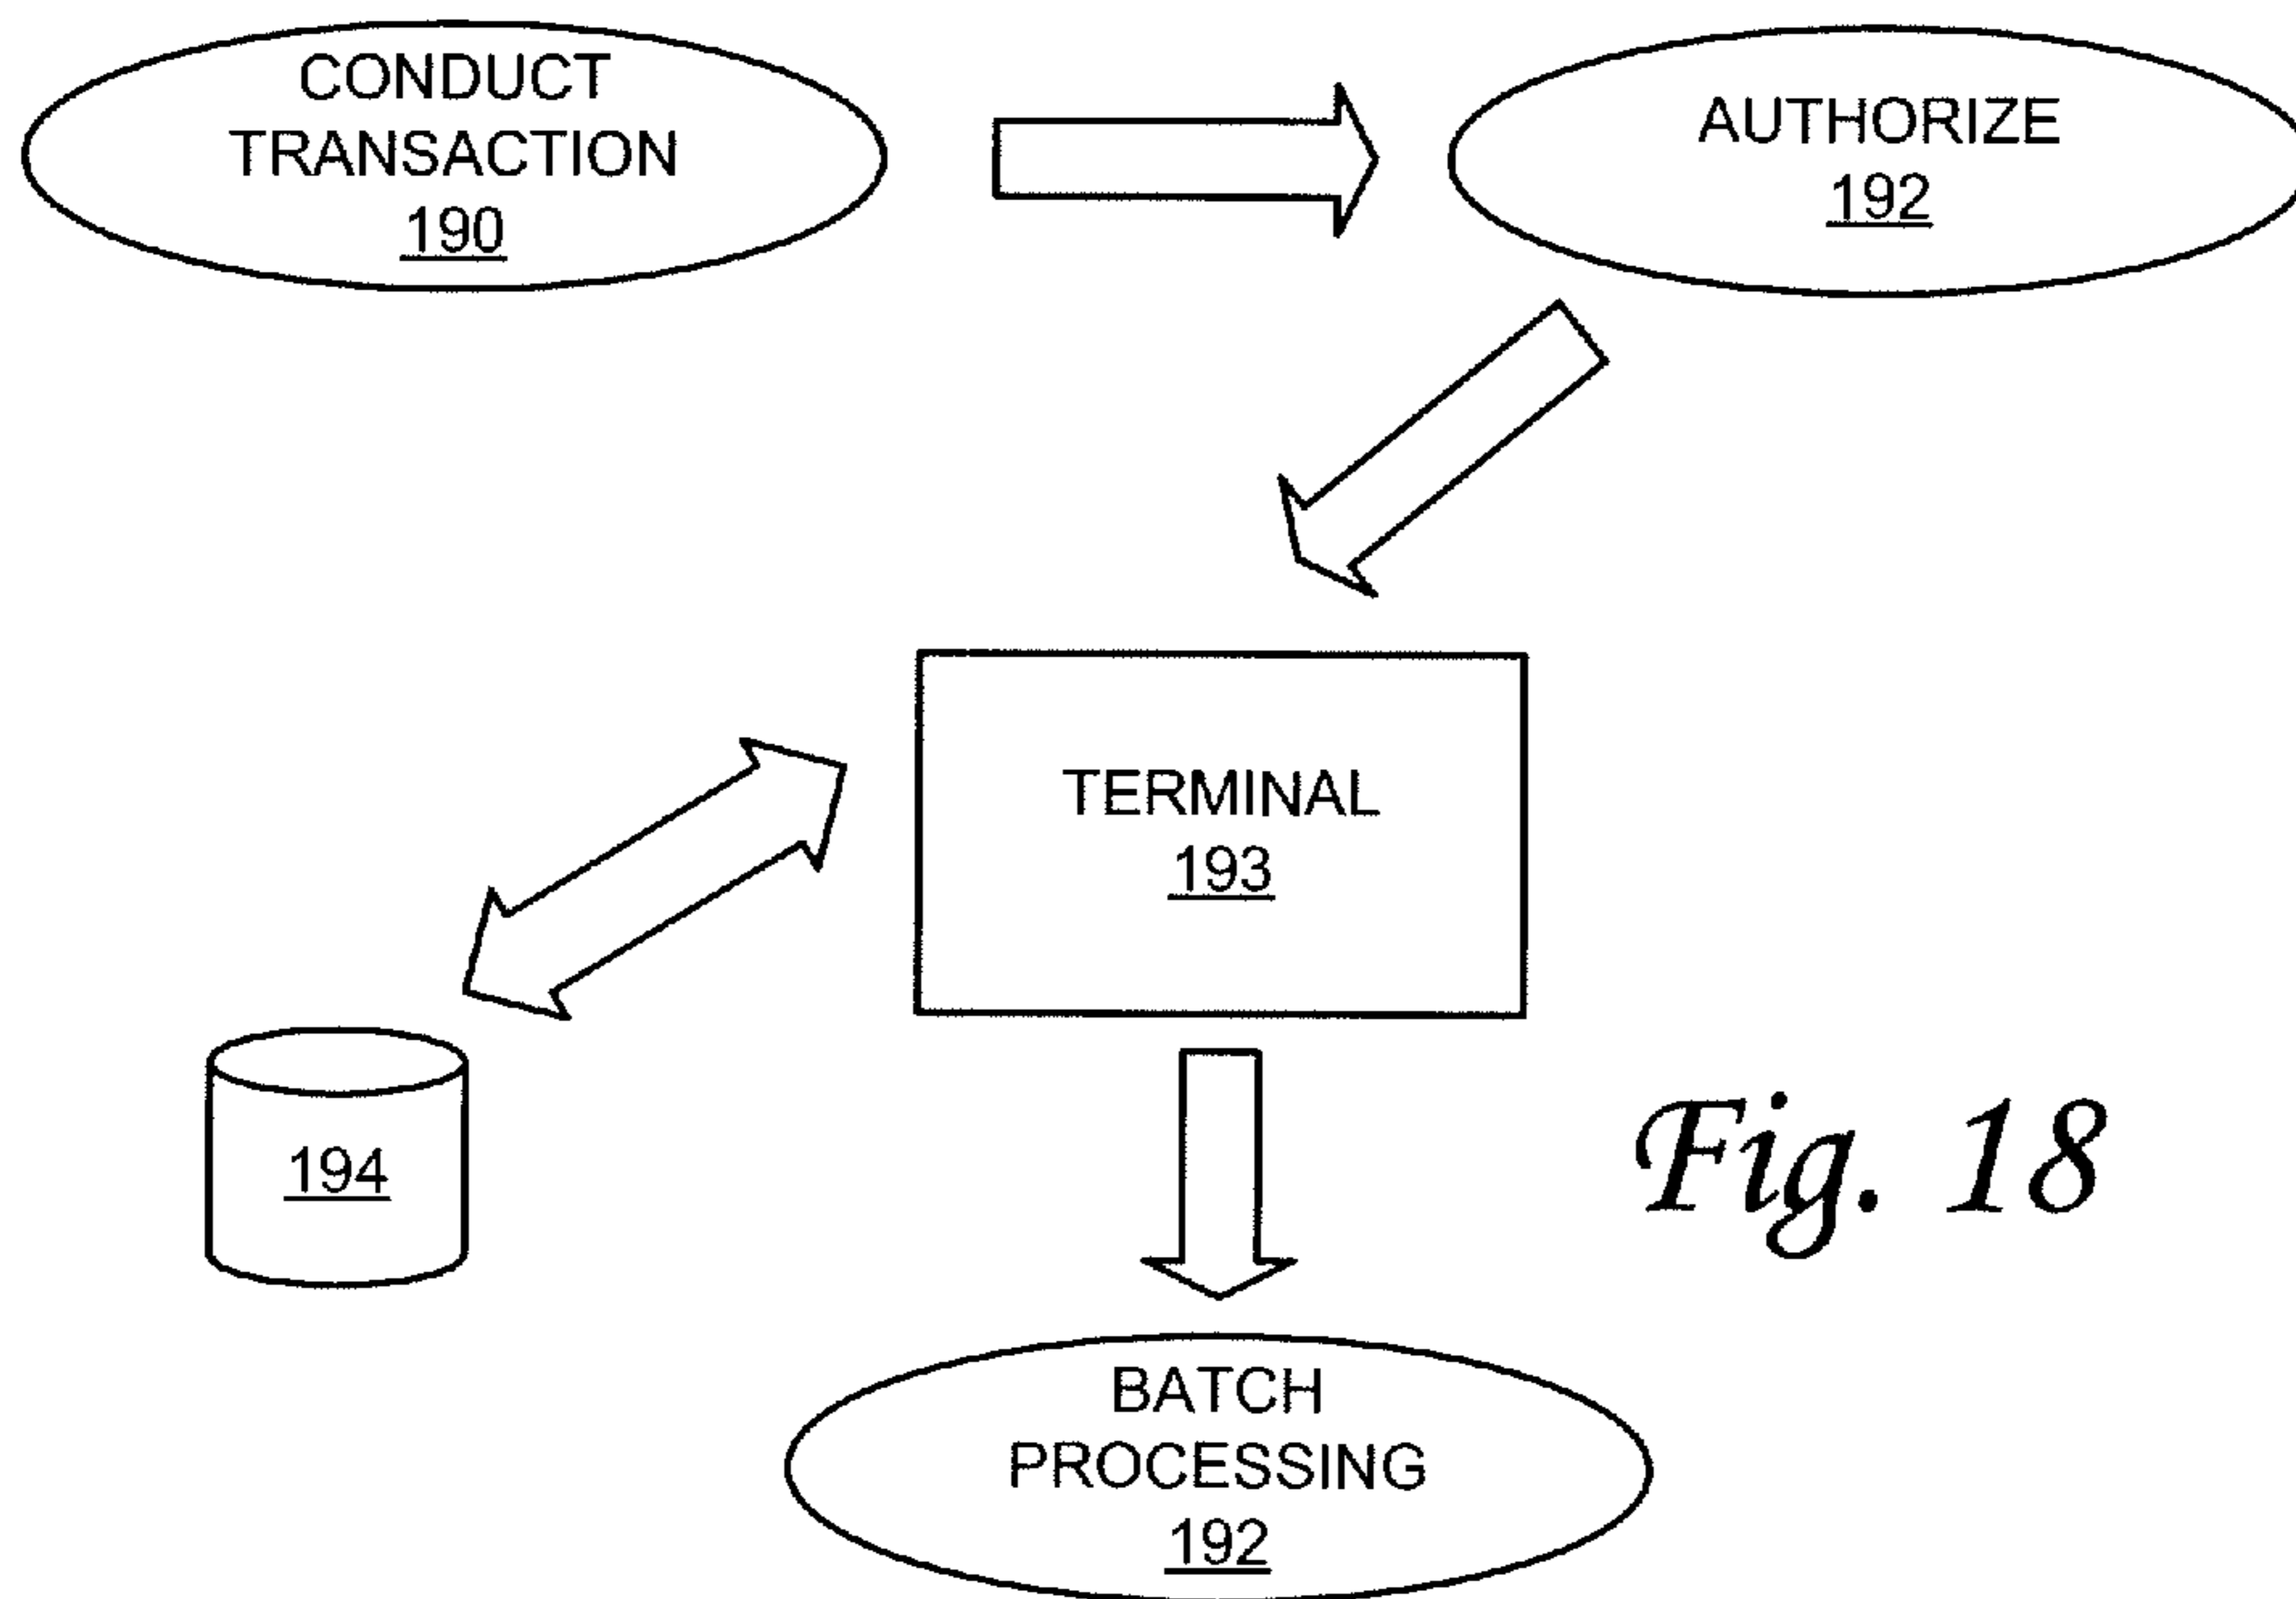 CONDUCT
TRANSACTION
190
AUTHORIZE
192
TERMINAL
193
194
Fig. 18
BATCH
PROCESSING
192